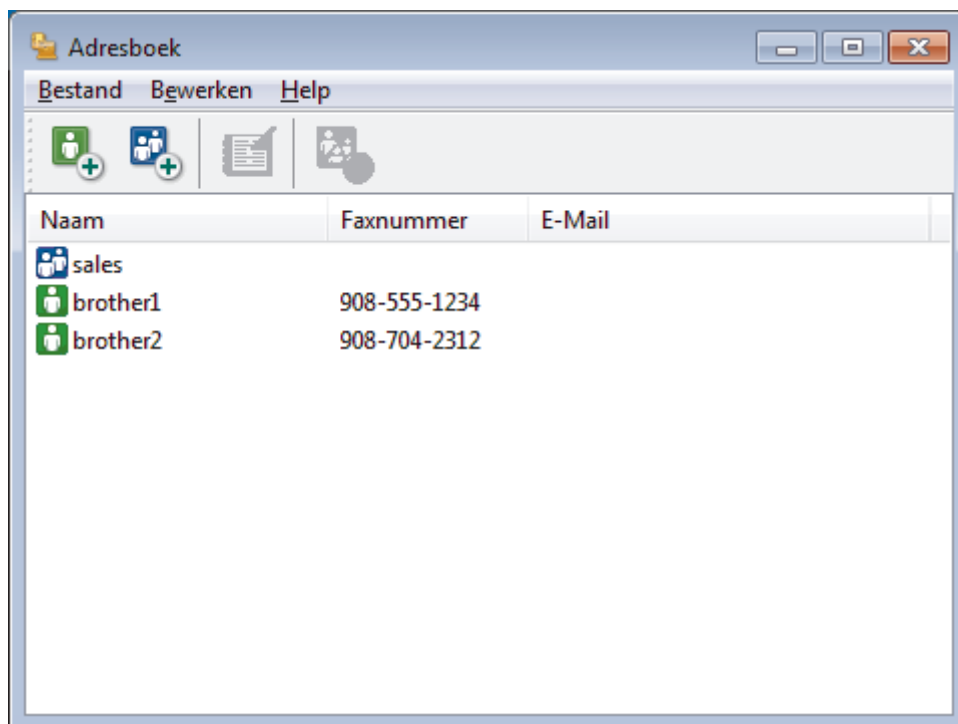 Adresboek
Bestand Bewerken Help
Naam Faxnummer E-Mail
sales
brother1 908-555-1234
brother2 908-704-2312